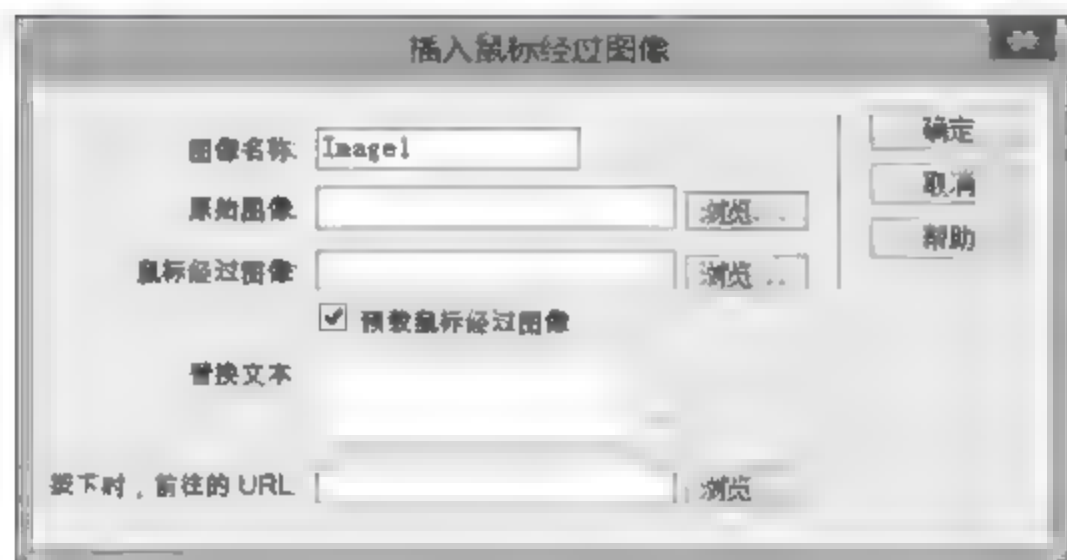 插入鼠标经过图像
图像名称: Image1
确定
原始图像: 浏览...
取消
鼠标经过图像: 浏览...
帮助
预载鼠标经过图像
替换文本
按下时，前往的 URL 浏览